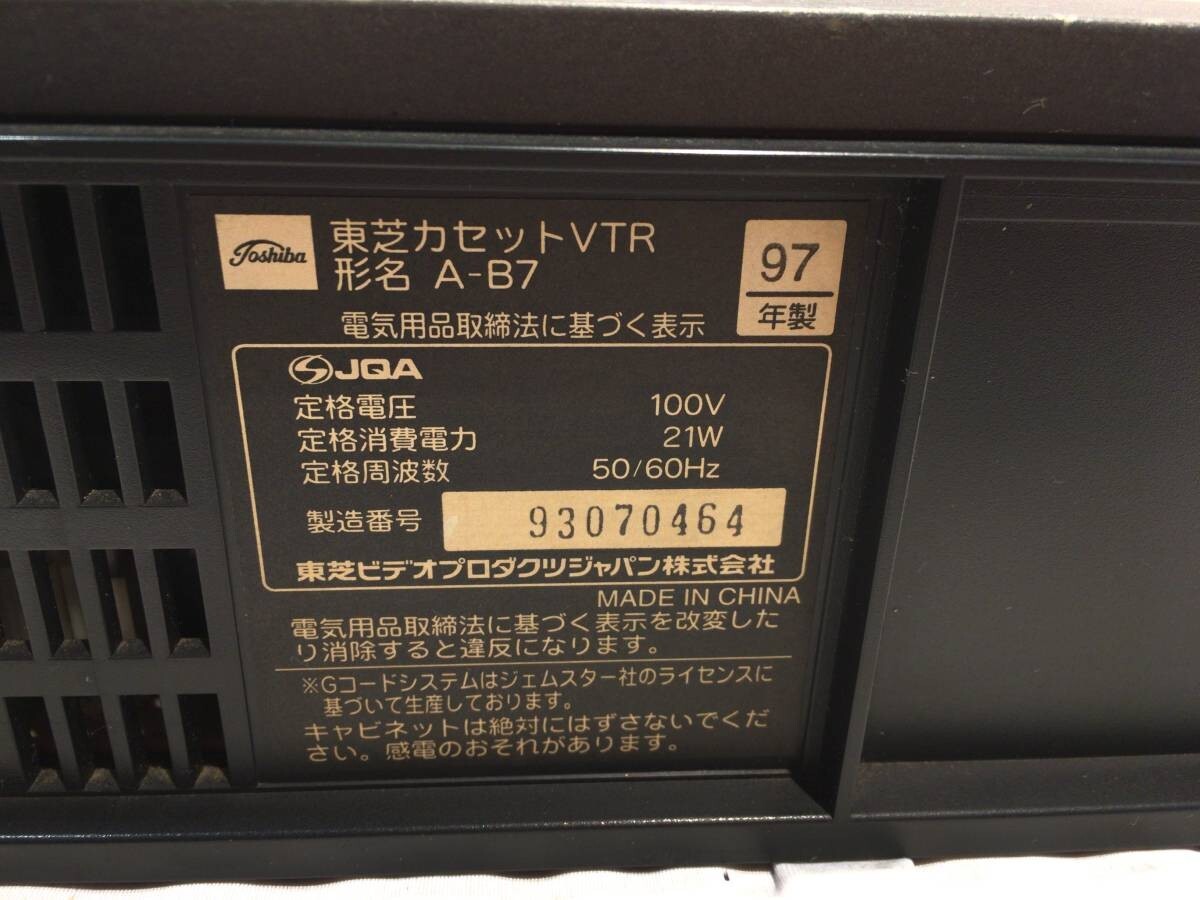 Toshiba
東芝カセットVTR
形名 A-B7
97
年製
電気用品取締法に基づく表示
JQA
定格電圧 100V
定格消費電力 21W
定格周波数 50/60Hz
製造番号 93070464
東芝ビデオプロダクツジャパン株式会社
MADE IN CHINA
電気用品取締法に基づく表示を改変した
り消除すると違反になります。
※Gコードシステムはジェムスター社のライセンスに
基づいて生産しております。
キャビネットは絶対にはずさないでくだ
さい。感電のおそれがあります。